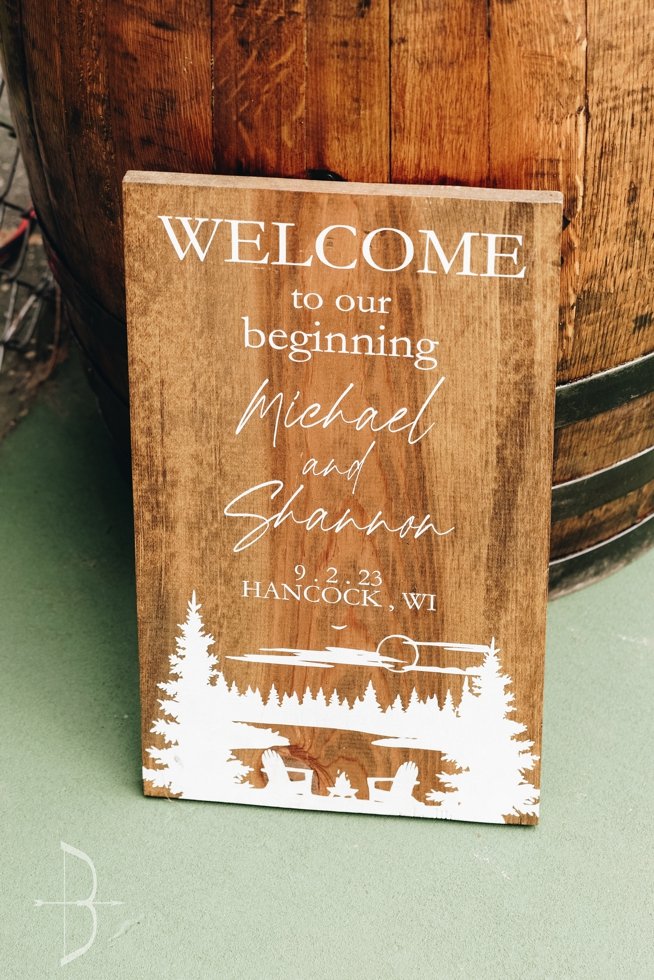 WELCOME
to our
beginning
Michael
and
Shannon
9.2.23
HANCOCK, WI